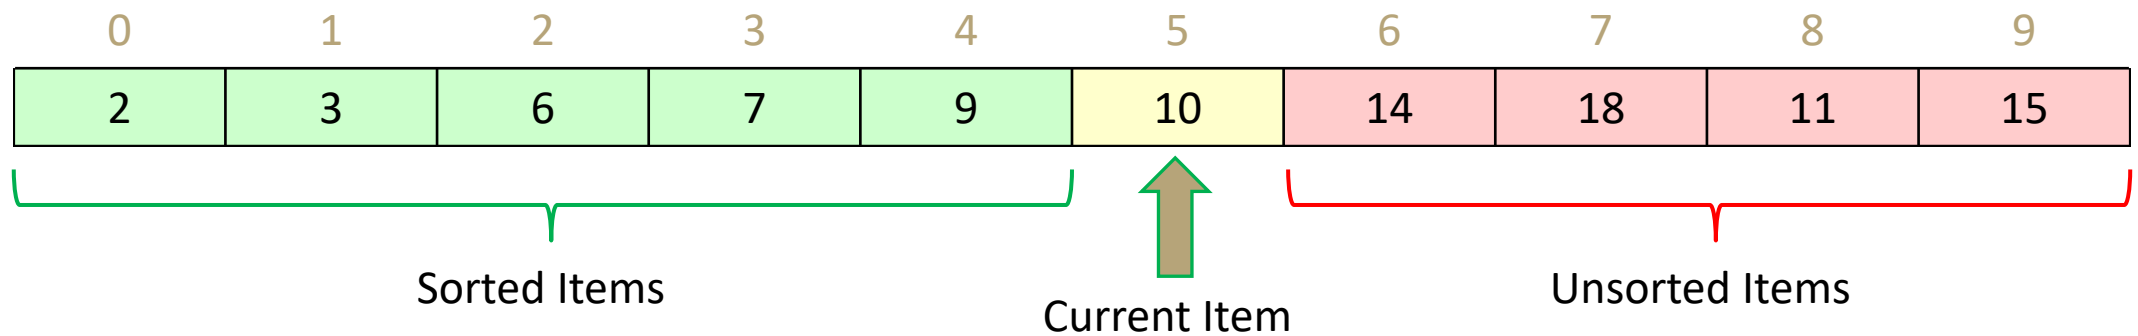 0 1 2 3 4 5 6 7 8 9
2 3 6 7 9 10 14 18 11 15
Sorted Items
Current Item
Unsorted Items